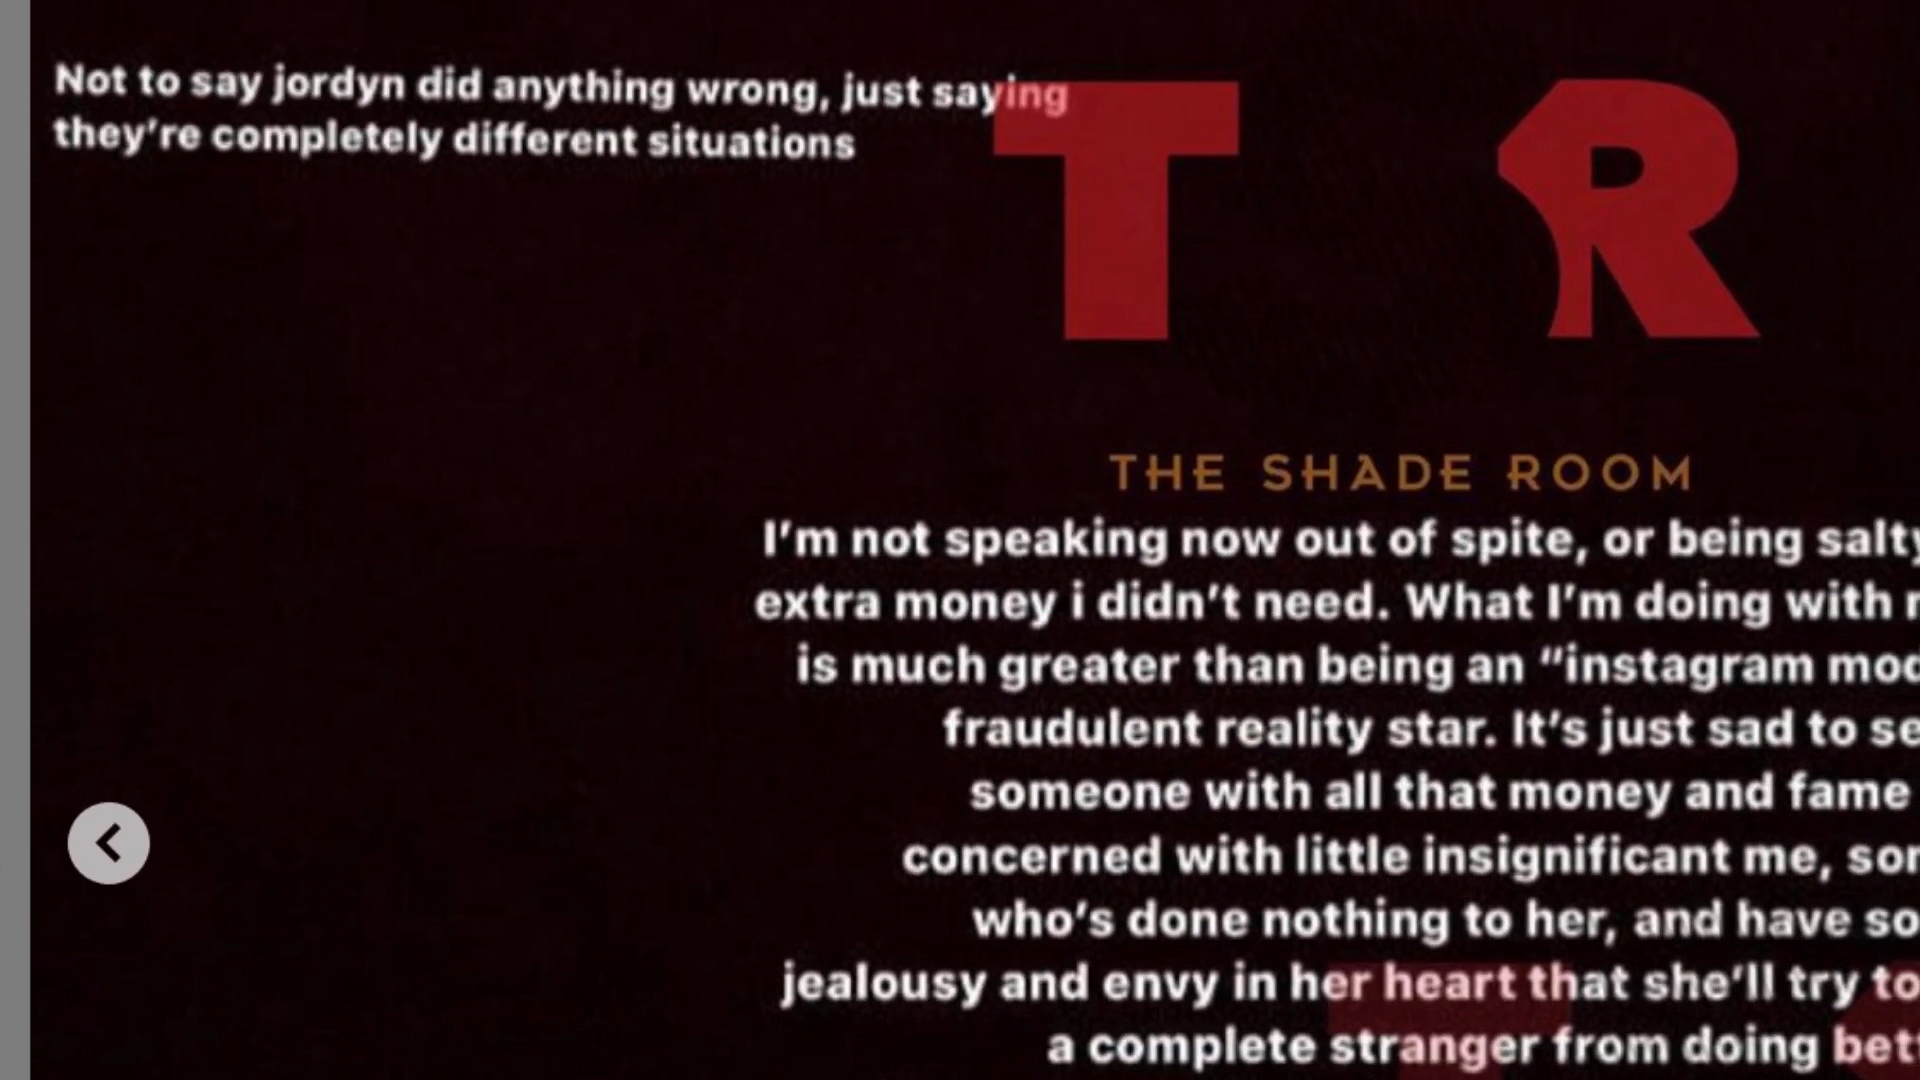 Not to say jordyn did anything wrong, just saying
they're completely different situations
T R
THE SHADE ROOM
I'm not speaking now out of spite, or being salty
extra money i didn't need. What I'm doing with
is much greater than being an “instagram
fraudulent reality star. It's just sad to
someone with all that money and fame
concerned with little insignificant me,
who's done nothing to her, and have
jealousy and envy in her heart that she'll try to
a complete stranger from doing